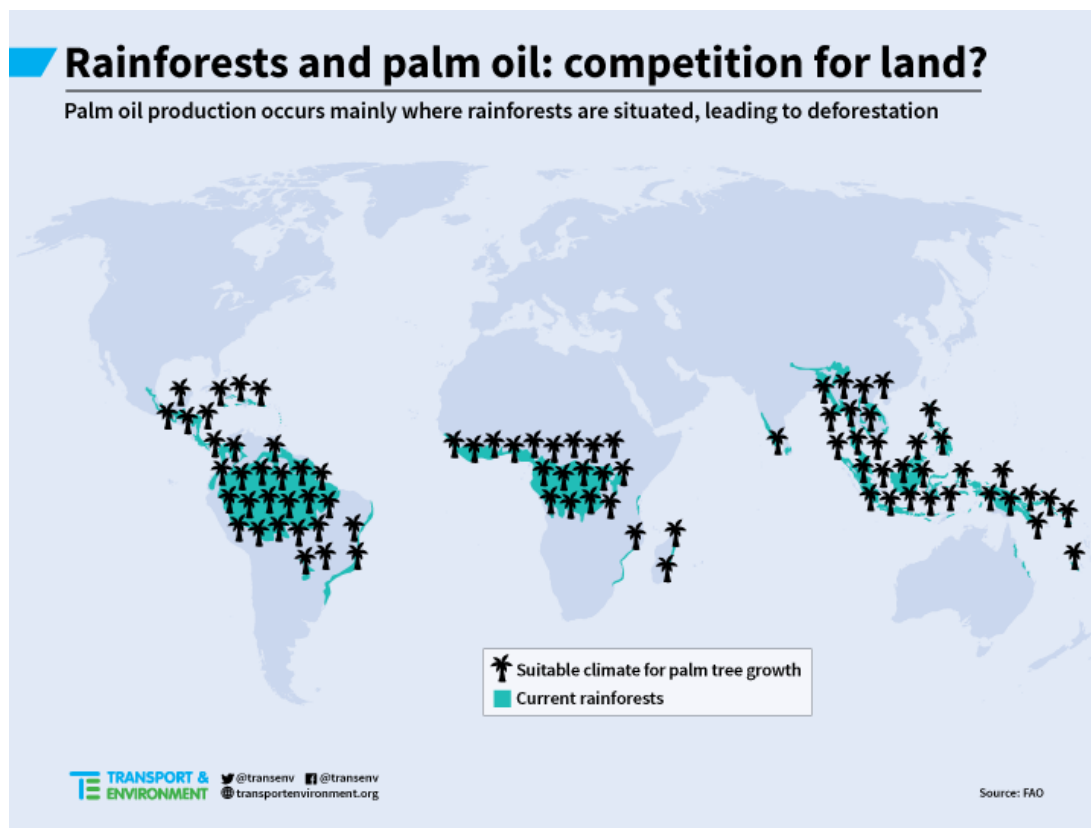 Rainforests and palm oil: competition for land?
Palm oil production occurs mainly where rainforests are situated, leading to deforestation
Suitable climate for palm tree growth
Current rainforests
TE TRANSPORT &
ENVIRONMENT
@transenv @transenv
transportenvironment.org
Source: FAO